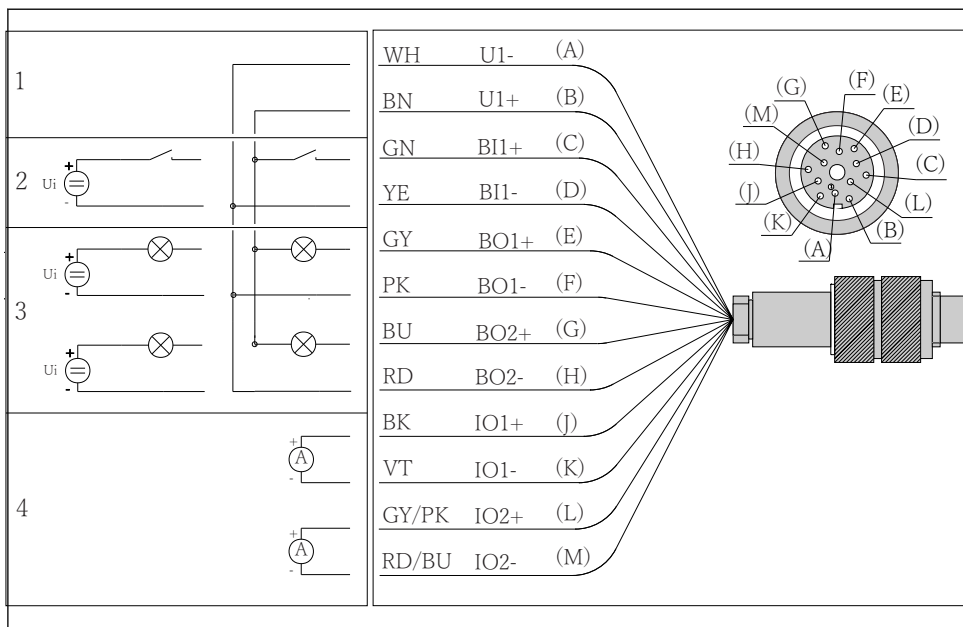 1
2
+
Ui
-
3
+
Ui
-
+
Ui
-
4
+
A
-
+
A
-
WH U1- (A)
BN U1+ (B)
GN BI1+ (C)
YE BI1- (D)
GY BO1+ (E)
PK BO1- (F)
BU BO2+ (G)
RD BO2- (H)
BK IO1+ (J)
VT IO1- (K)
GY/PK IO2+ (L)
RD/BU IO2- (M)
(F)
(G)
(E)
(M)
(D)
(H)
(C)
(J)
(L)
(K)
(B)
(A)